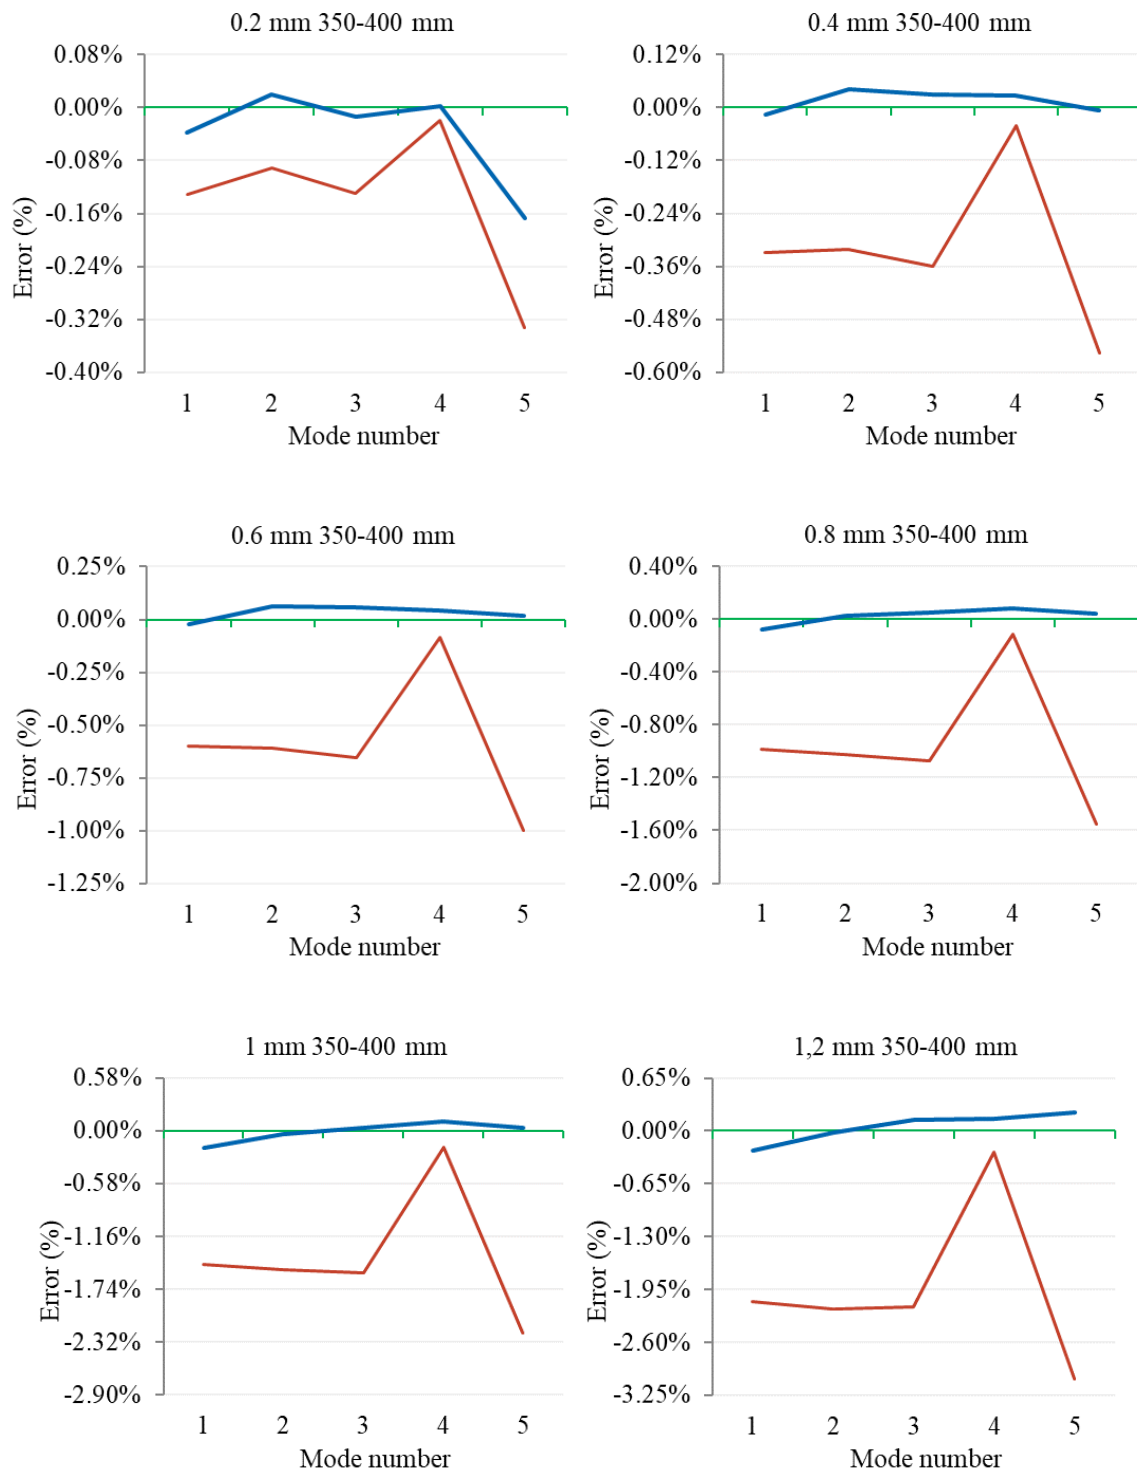 0.2 mm 350-400 mm
0.08%
0.00%
-0.08%
-0.16%
-0.24%
-0.32%
-0.40%
Error (%)
1 2 3 4 5
Mode number
0.4 mm 350-400 mm
0.12%
0.00%
-0.12%
-0.24%
-0.36%
-0.48%
-0.60%
Error (%)
1 2 3 4 5
Mode number
0.6 mm 350-400 mm
0.25%
0.00%
-0.25%
-0.50%
-0.75%
-1.00%
-1.25%
Error (%)
1 2 3 4 5
Mode number
0.8 mm 350-400 mm
0.40%
0.00%
-0.40%
-0.80%
-1.20%
-1.60%
-2.00%
Error (%)
1 2 3 4 5
Mode number
1 mm 350-400 mm
0.58%
0.00%
-0.58%
-1.16%
-1.74%
-2.32%
-2.90%
Error (%)
1 2 3 4 5
Mode number
1,2 mm 350-400 mm
0.65%
0.00%
-0.65%
-1.30%
-1.95%
-2.60%
-3.25%
Error (%)
1 2 3 4 5
Mode number